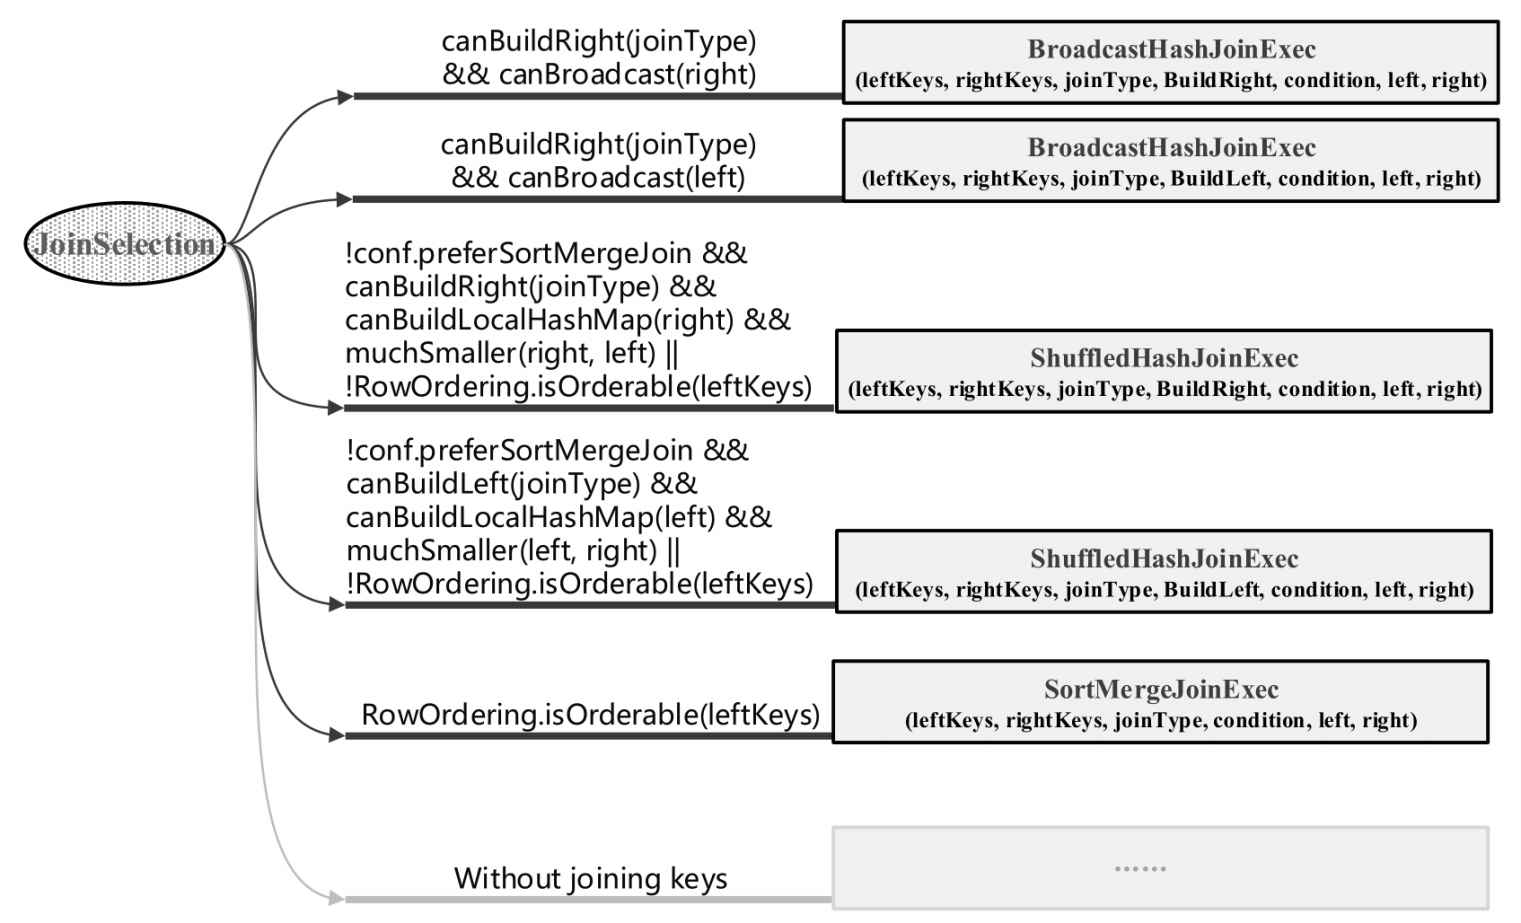 canBuildRight(joinType)
&& canBroadcast(right)
BroadcastHashJoinExec
(leftKeys, rightKeys, joinType, BuildRight, condition, left, right)
canBuildRight(joinType)
&& canBroadcast(left)
BroadcastHashJoinExec
(leftKeys, rightKeys, joinType, BuildLeft, condition, left, right)
JoinSelection
!conf.preferSortMergeJoin &&
canBuildRight(joinType) &&
canBuildLocalHashMap(right) &&
muchSmaller(right, left) ||
!RowOrdering.isOrderable(leftKeys)
ShuffledHashJoinExec
(leftKeys, rightKeys, joinType, BuildRight, condition, left, right)
!conf.preferSortMergeJoin &&
canBuildLeft(joinType) &&
canBuildLocalHashMap(left) &&
muchSmaller(left, right) ||
!RowOrdering.isOrderable(leftKeys)
ShuffledHashJoinExec
(leftKeys, rightKeys, joinType, BuildLeft, condition, left, right)
RowOrdering.isOrderable(leftKeys)
SortMergeJoinExec
(leftKeys, rightKeys, joinType, condition, left, right)
Without joining keys
......